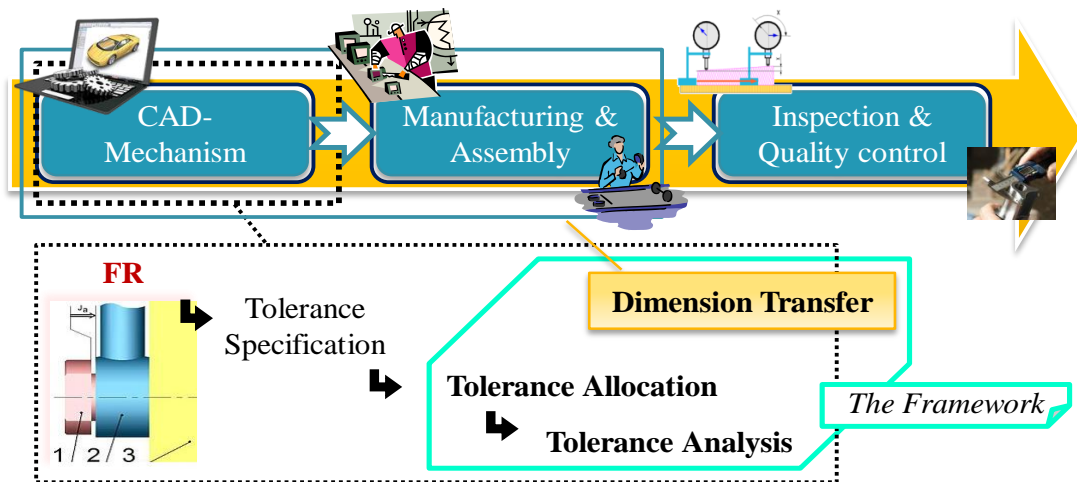 CAD-
Mechanism
Manufacturing &
Assembly
Inspection &
Quality control
FR
Ja
1 2 3
Tolerance
Specification
Dimension Transfer
Tolerance Allocation
Tolerance Analysis
The Framework